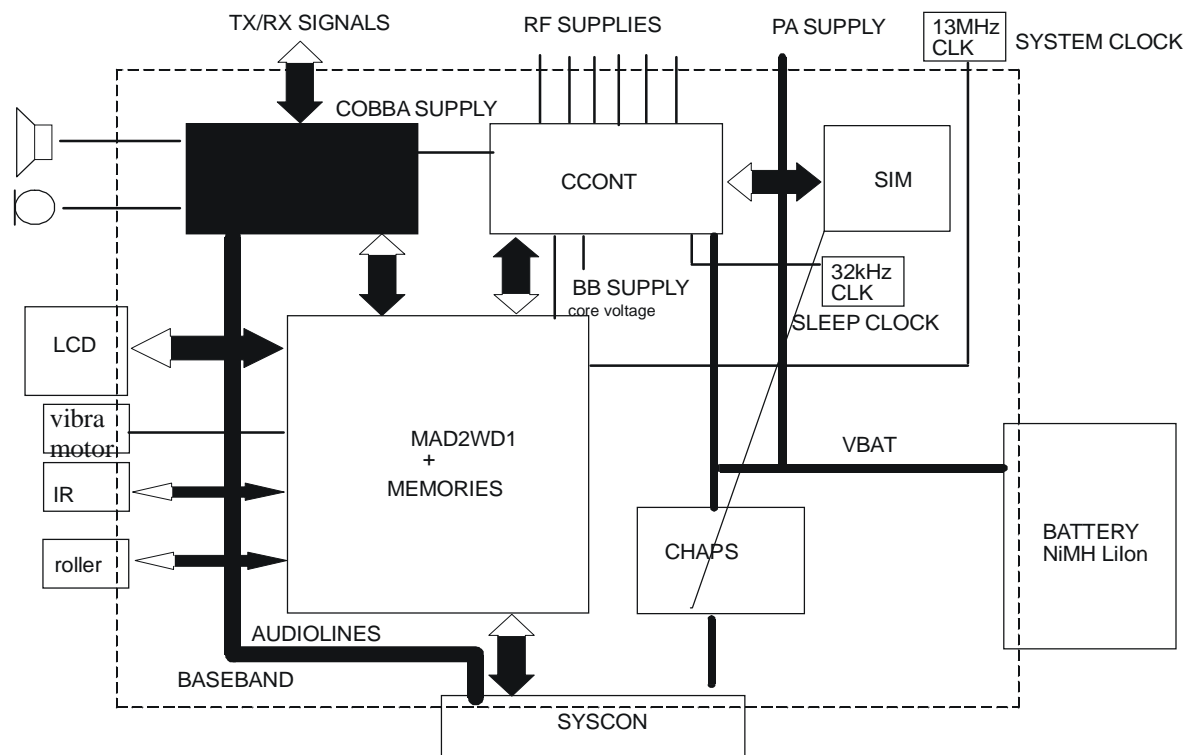 TX/RX SIGNALS
RF SUPPLIES
PA SUPPLY
13MHz
CLK
SYSTEM CLOCK
COBBA SUPPLY
CCONT
SIM
32kHz
CLK
SLEEP CLOCK
BB SUPPLY
core voltage
LCD
vibra
motor
IR
roller
MAD2WD1
+
MEMORIES
VBAT
CHAPS
BATTERY
NiMH LiIon
AUDIOLINES
BASEBAND
SYSCON